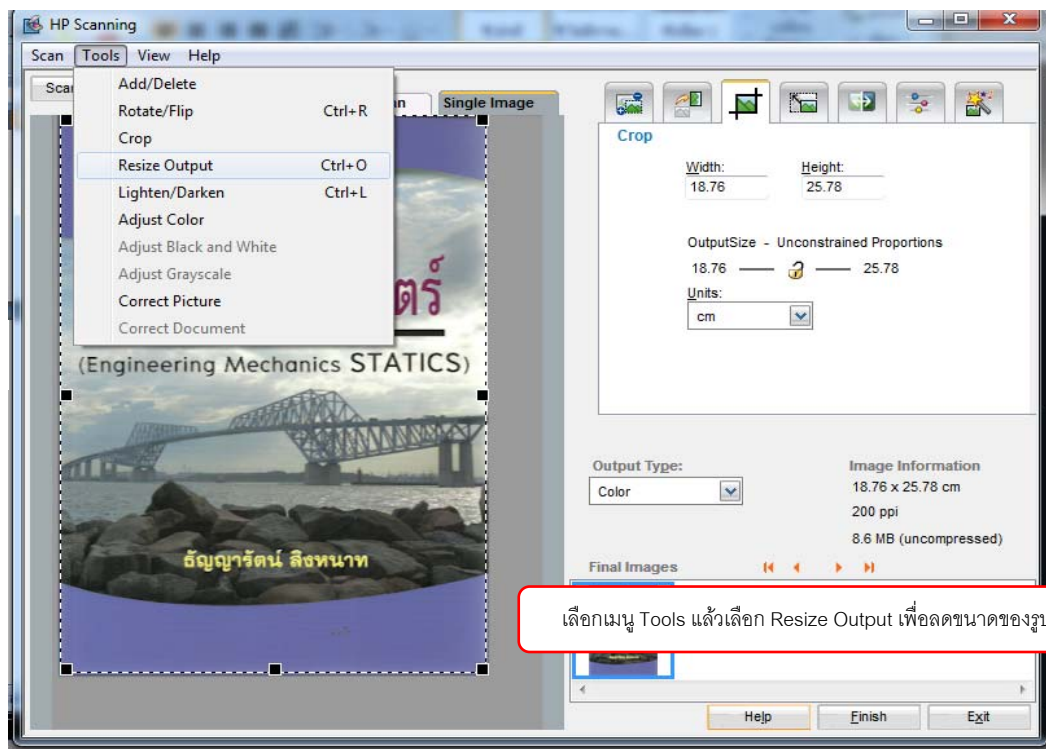 HP Scanning
Scan Tools View Help
Add/Delete
Rotate/Flip Ctrl+R
Crop
Resize Output Ctrl+O
Lighten/Darken Ctrl+L
Adjust Color
Adjust Black and White
Adjust Grayscale
Correct Picture
Correct Document
Single Image
ตร์
(Engineering Mechanics STATICS)
ธัญญารัตน์ สิงหนาท
Crop
Width: Height:
18.76 25.78
OutputSize - Unconstrained Proportions
18.76 25.78
Units:
cm
Output Type:
Color
Image Information
18.76 x 25.78 cm
200 ppi
8.6 MB (uncompressed)
Final Images
เลือกเมนู Tools แล้วเลือก Resize Output เพื่อลดขนาดของรูป
Help Finish Exit